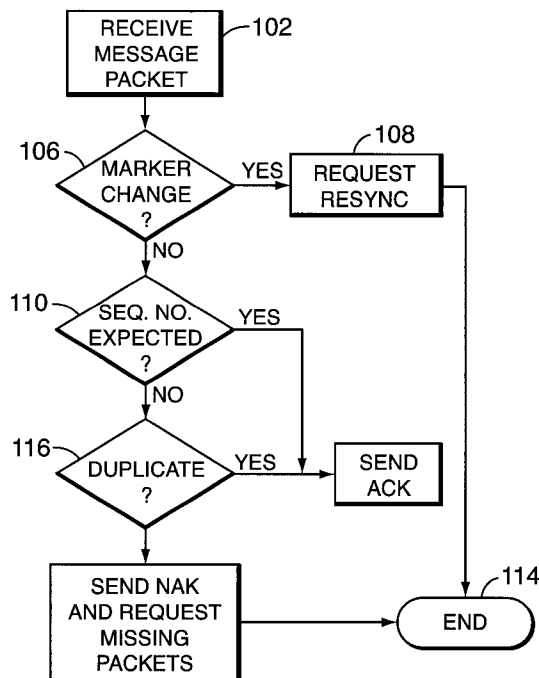 RECEIVE
MESSAGE
PACKET
102
106
MARKER
CHANGE
?
YES
108
REQUEST
RESYNC
NO
110
SEQ. NO.
EXPECTED
?
YES
NO
116
DUPLICATE
?
YES
SEND
ACK
SEND NAK
AND REQUEST
MISSING
PACKETS
114
END